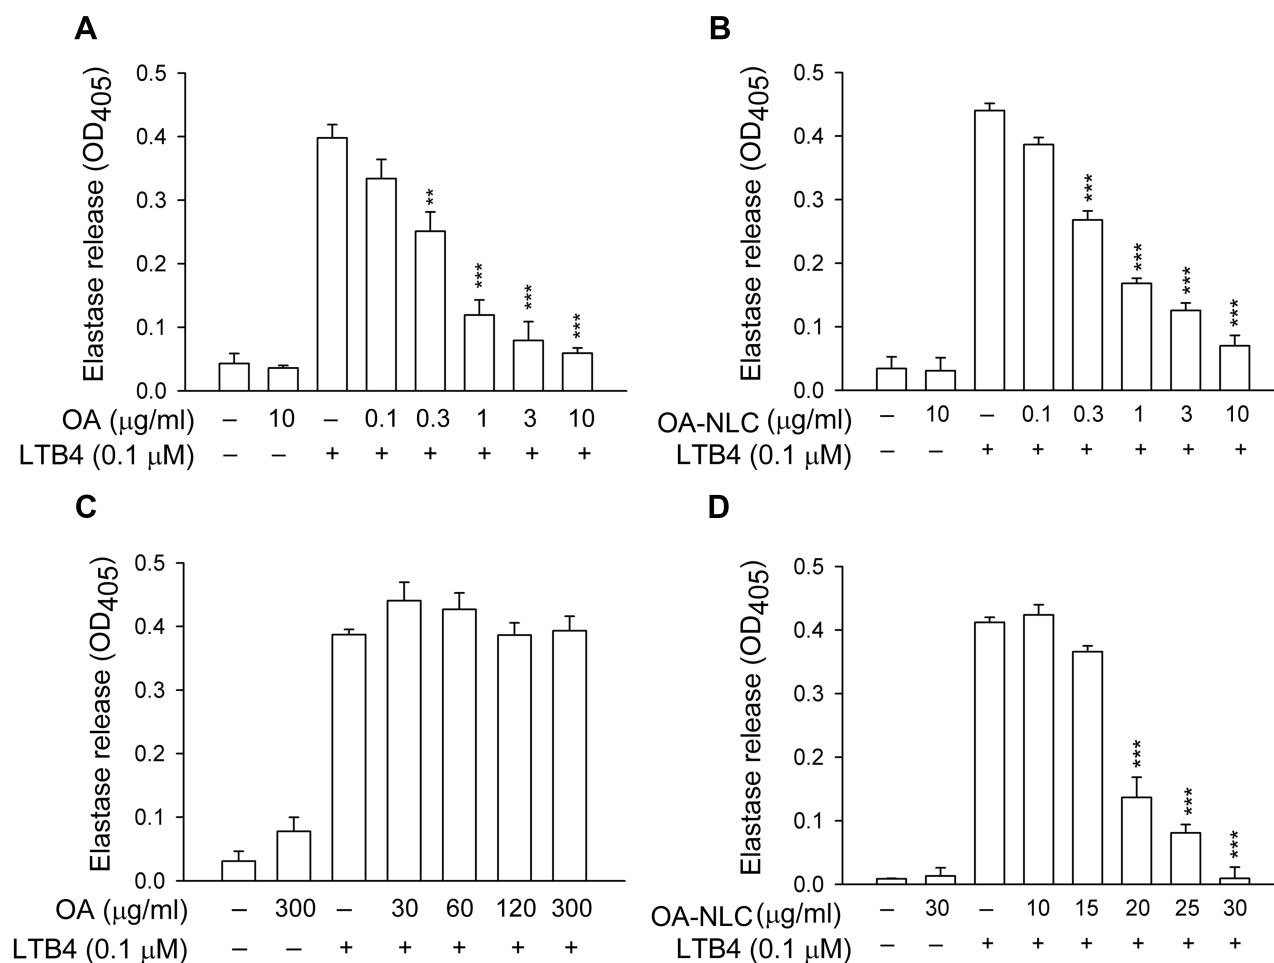 A
Elastase release (OD405)
0.5
0.4
0.3
0.2
0.1
0.0
**
***
***
***
OA (μg/ml) – 10 – 0.1 0.3 1 3 10
LTB4 (0.1 μM) – – + + + + + +
B
Elastase release (OD405)
0.5
0.4
0.3
0.2
0.1
0.0
***
***
***
***
OA-NLC (μg/ml) – 10 – 0.1 0.3 1 3 10
LTB4 (0.1 μM) – – + + + + + +
C
Elastase release (OD405)
0.5
0.4
0.3
0.2
0.1
0.0
OA (μg/ml) – 300 – 30 60 120 300
LTB4 (0.1 μM) – – + + + + +
D
Elastase release (OD405)
0.5
0.4
0.3
0.2
0.1
0.0
***
***
***
OA-NLC (μg/ml) – 30 – 10 15 20 25 30
LTB4 (0.1 μM) – – + + + + + +